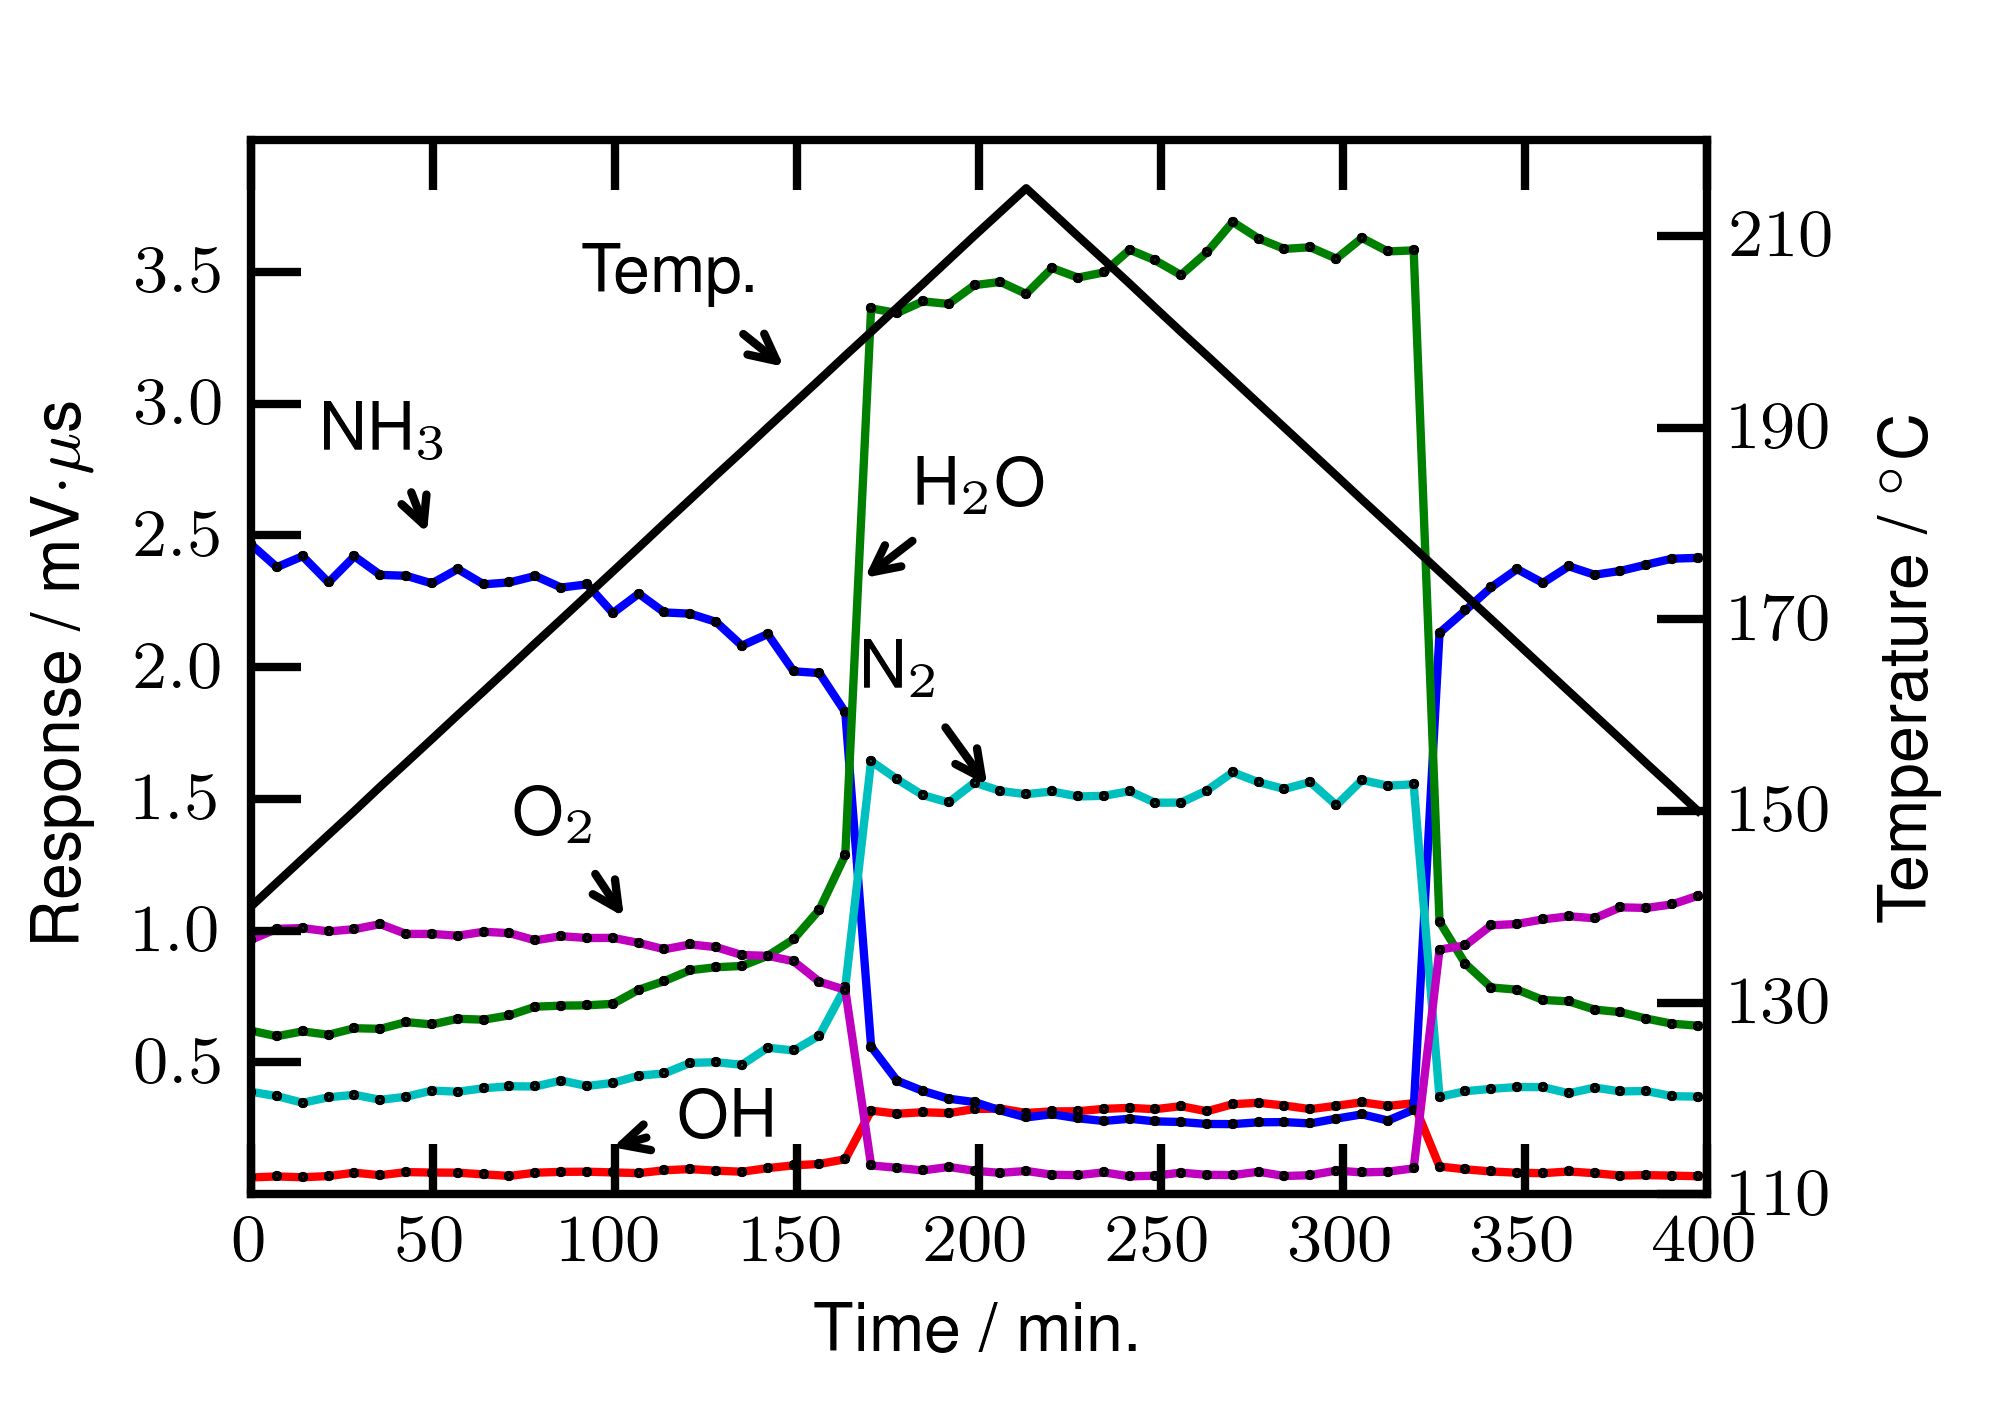 Temp.
NH₃
H₂O
N₂
O₂
OH
Response / mV·μs
3.5
3.0
2.5
2.0
1.5
1.0
0.5
Temperature / °C
210
190
170
150
130
110
0 50 100 150 200 250 300 350 400
Time / min.